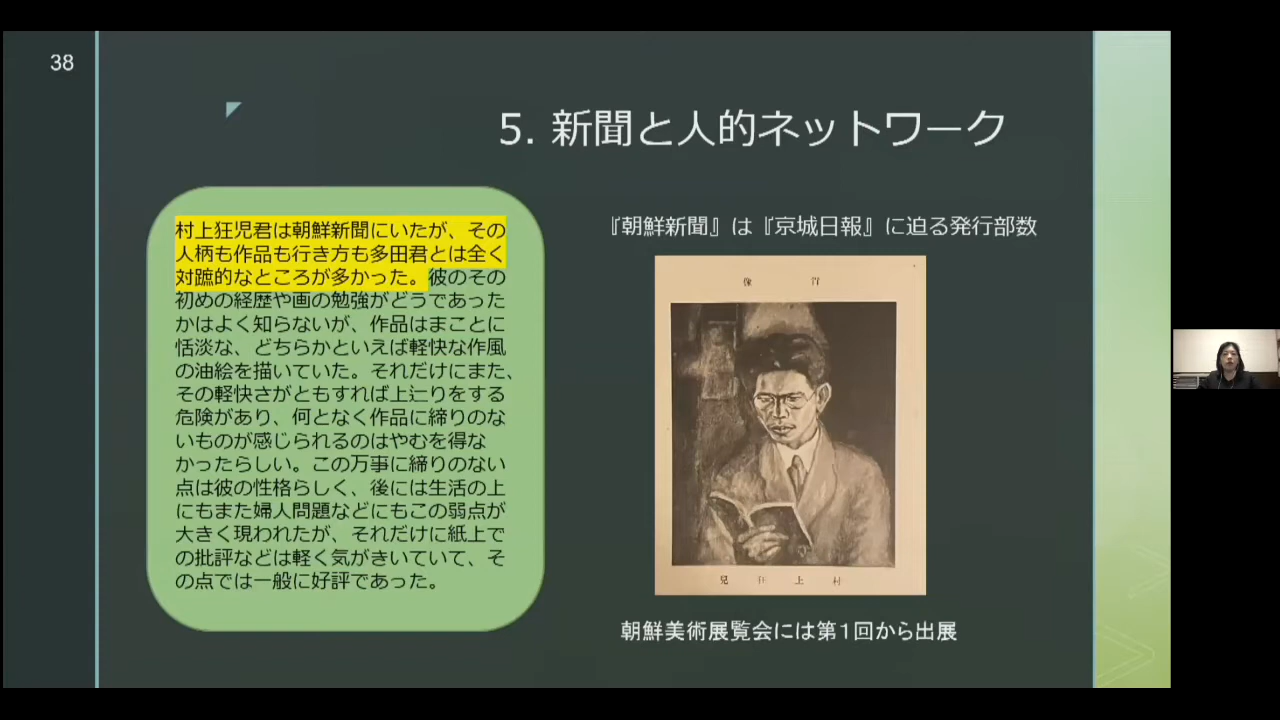 38
5. 新聞と人的ネットワーク
村上狂児君は朝鮮新聞にいたが、その
人柄も作品も行き方も多田君とは全く
対蹠的なところが多かった。彼のその
初めの経歴や画の勉強がどうであった
かはよく知らないが、作品はまことに
恬淡な、どちらかといえば軽快な作風
の油絵を描いていた。それだけにまた、
その軽快さがともすれば上辷りをする
危険があり、何となく作品に締りのな
いものが感じられるのはやむを得な
かったらしい。この万事に締りのない
点は彼の性格らしく、後には生活の上
にもまた婦人問題などにもこの弱点が
大きく現われたが、それだけに紙上で
の批評などは軽く気がきいていて、そ
の点では一般に好評であった。
『朝鮮新聞』は『京城日報』に迫る発行部数
像 肖
児 狂 上 村
朝鮮美術展覧会には第1回から出展